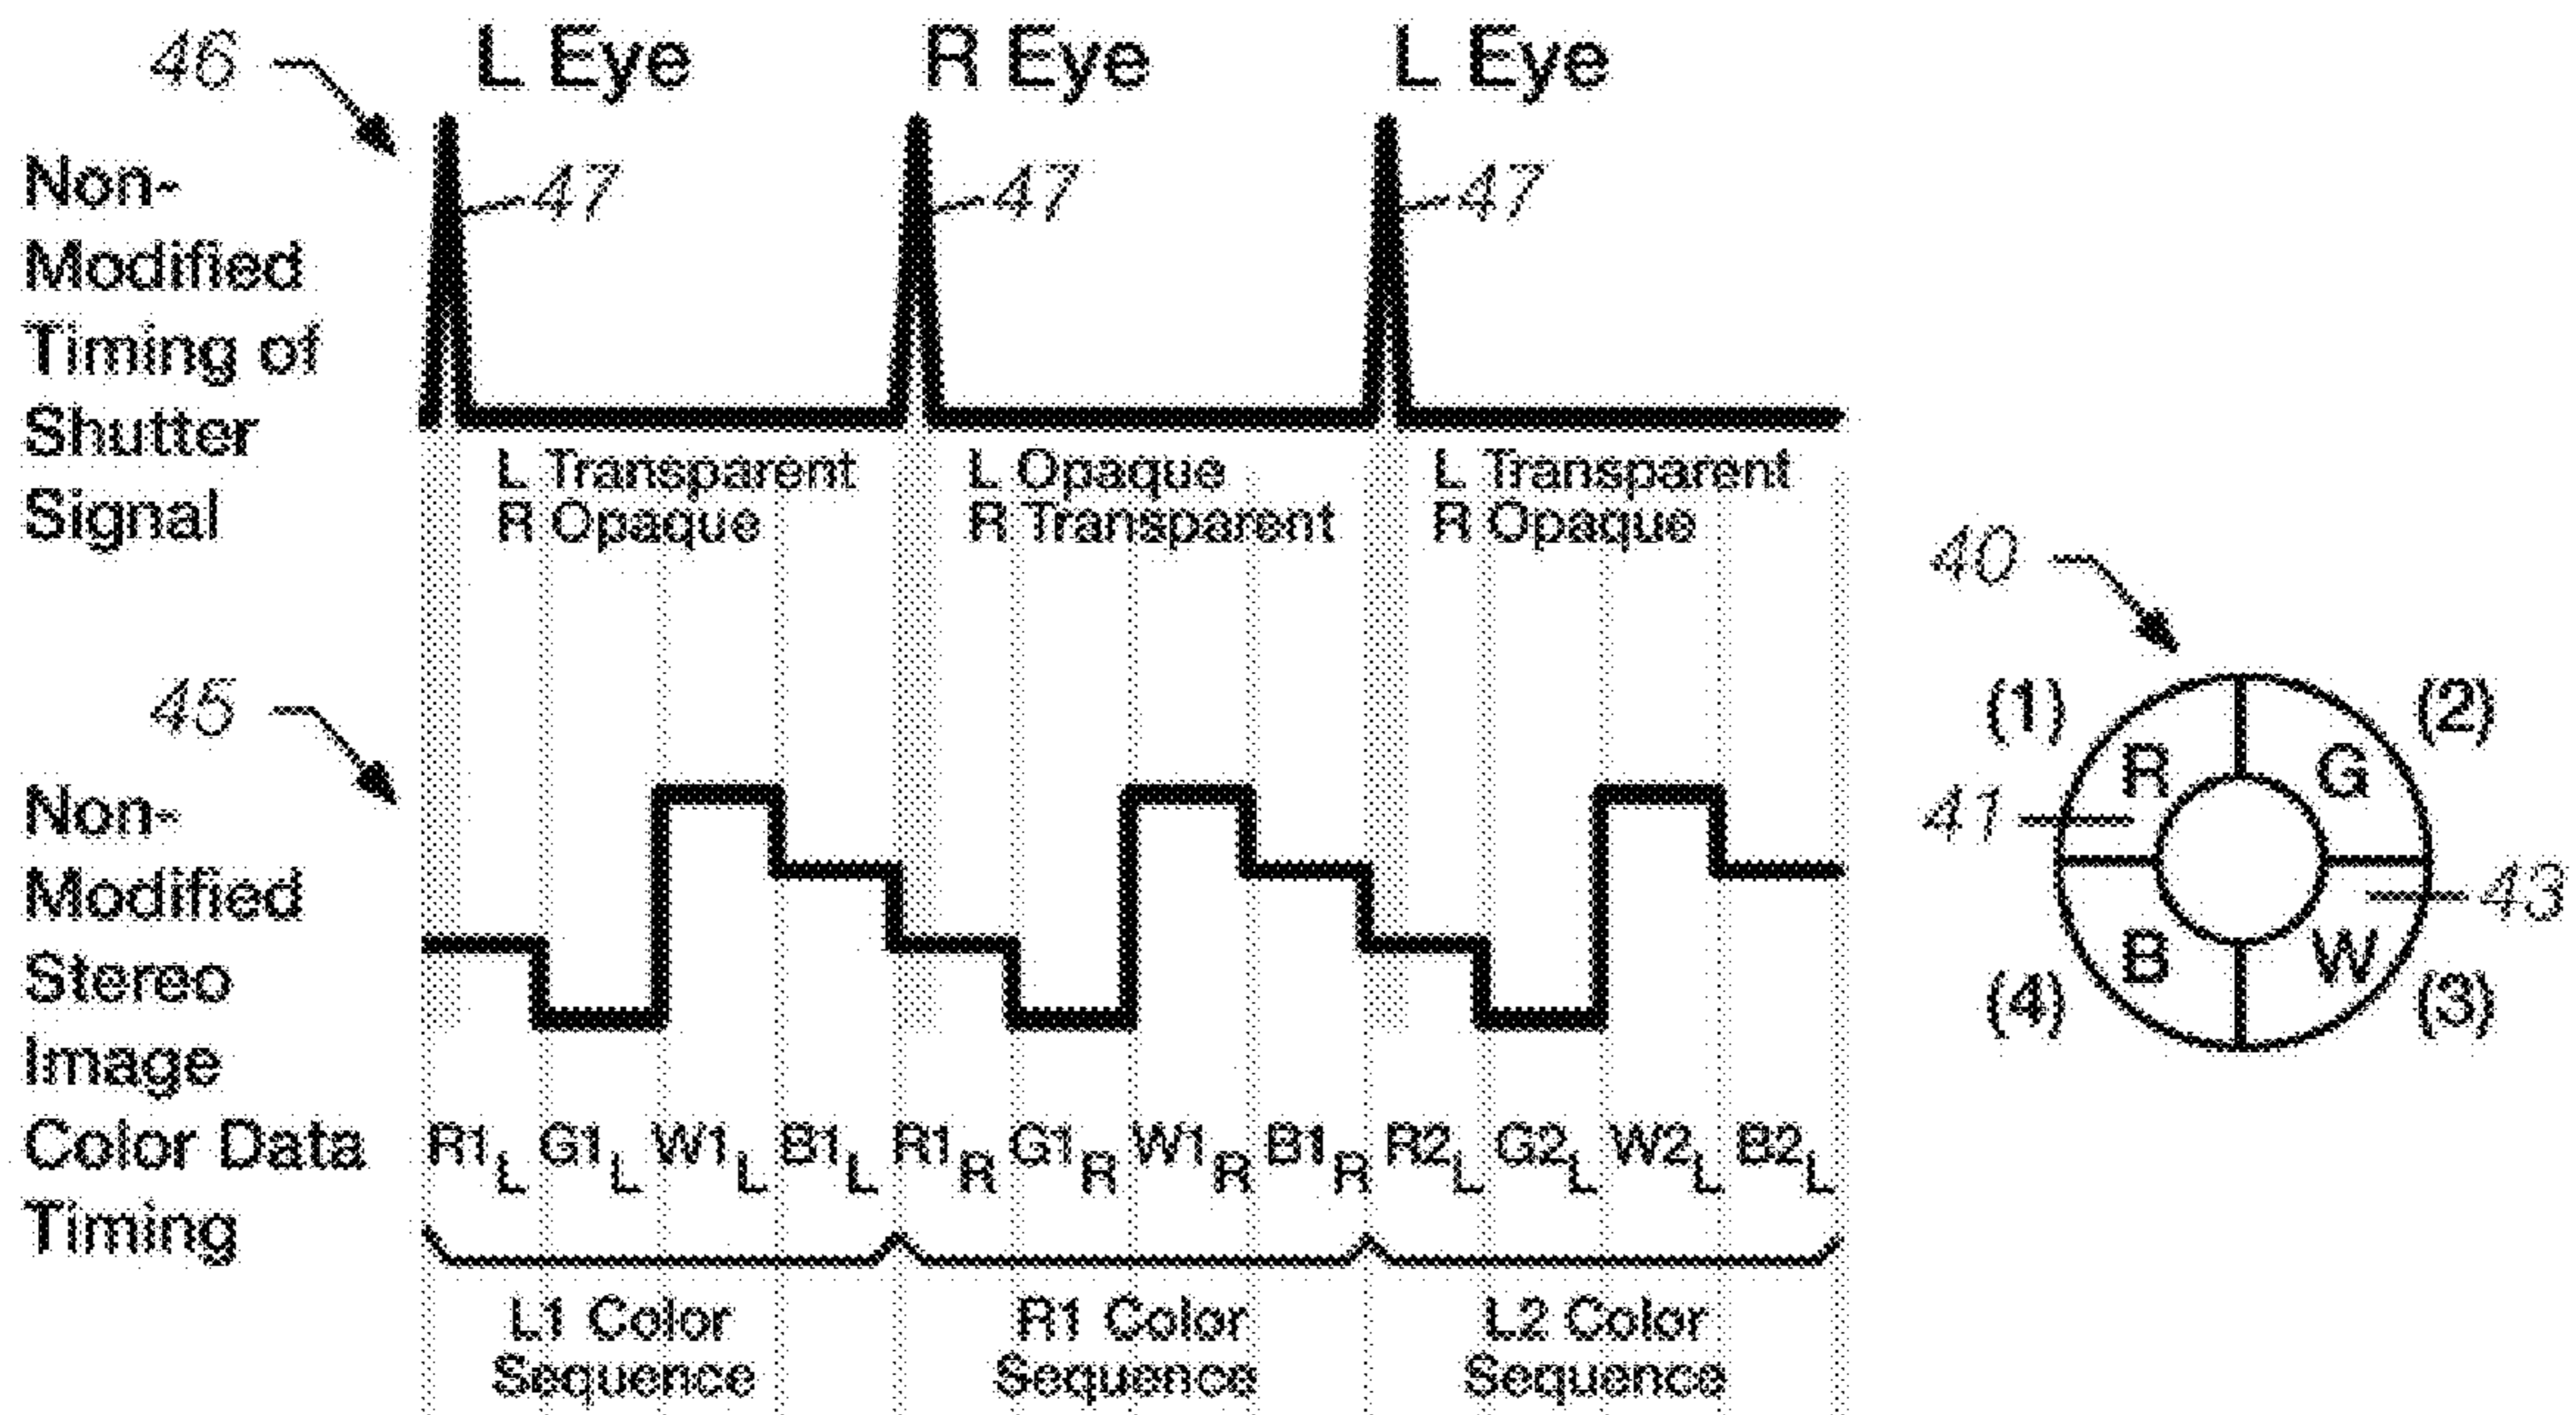 46
L Eye
R Eye
L Eye
Non-
Modified
Timing of
Shutter
Signal
47
47
47
L Transparent
R Opaque
L Opaque
R Transparent
L Transparent
R Opaque
45
Non-
Modified
Stereo
Image
Color Data
Timing
R1L G1L W1L B1L R1R G1R W1R B1R R2L G2L W2L B2L
L1 Color
Sequence
R1 Color
Sequence
L2 Color
Sequence
40
(1)
(2)
R
G
41
43
B
W
(4)
(3)